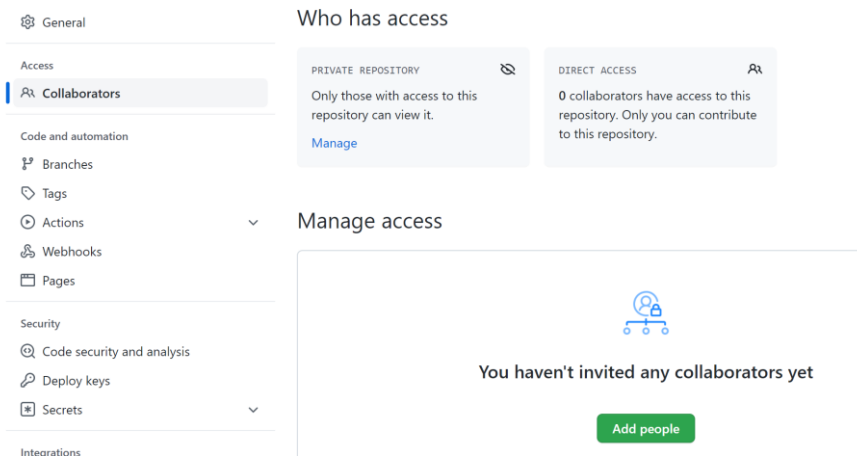 General
Access
Collaborators
Code and automation
Branches
Tags
Actions
Webhooks
Pages
Security
Code security and analysis
Deploy keys
Secrets
Integrations
Who has access
PRIVATE REPOSITORY
Only those with access to this
repository can view it.
Manage
DIRECT ACCESS
0 collaborators have access to this
repository. Only you can contribute
to this repository.
Manage access
You haven't invited any collaborators yet
Add people